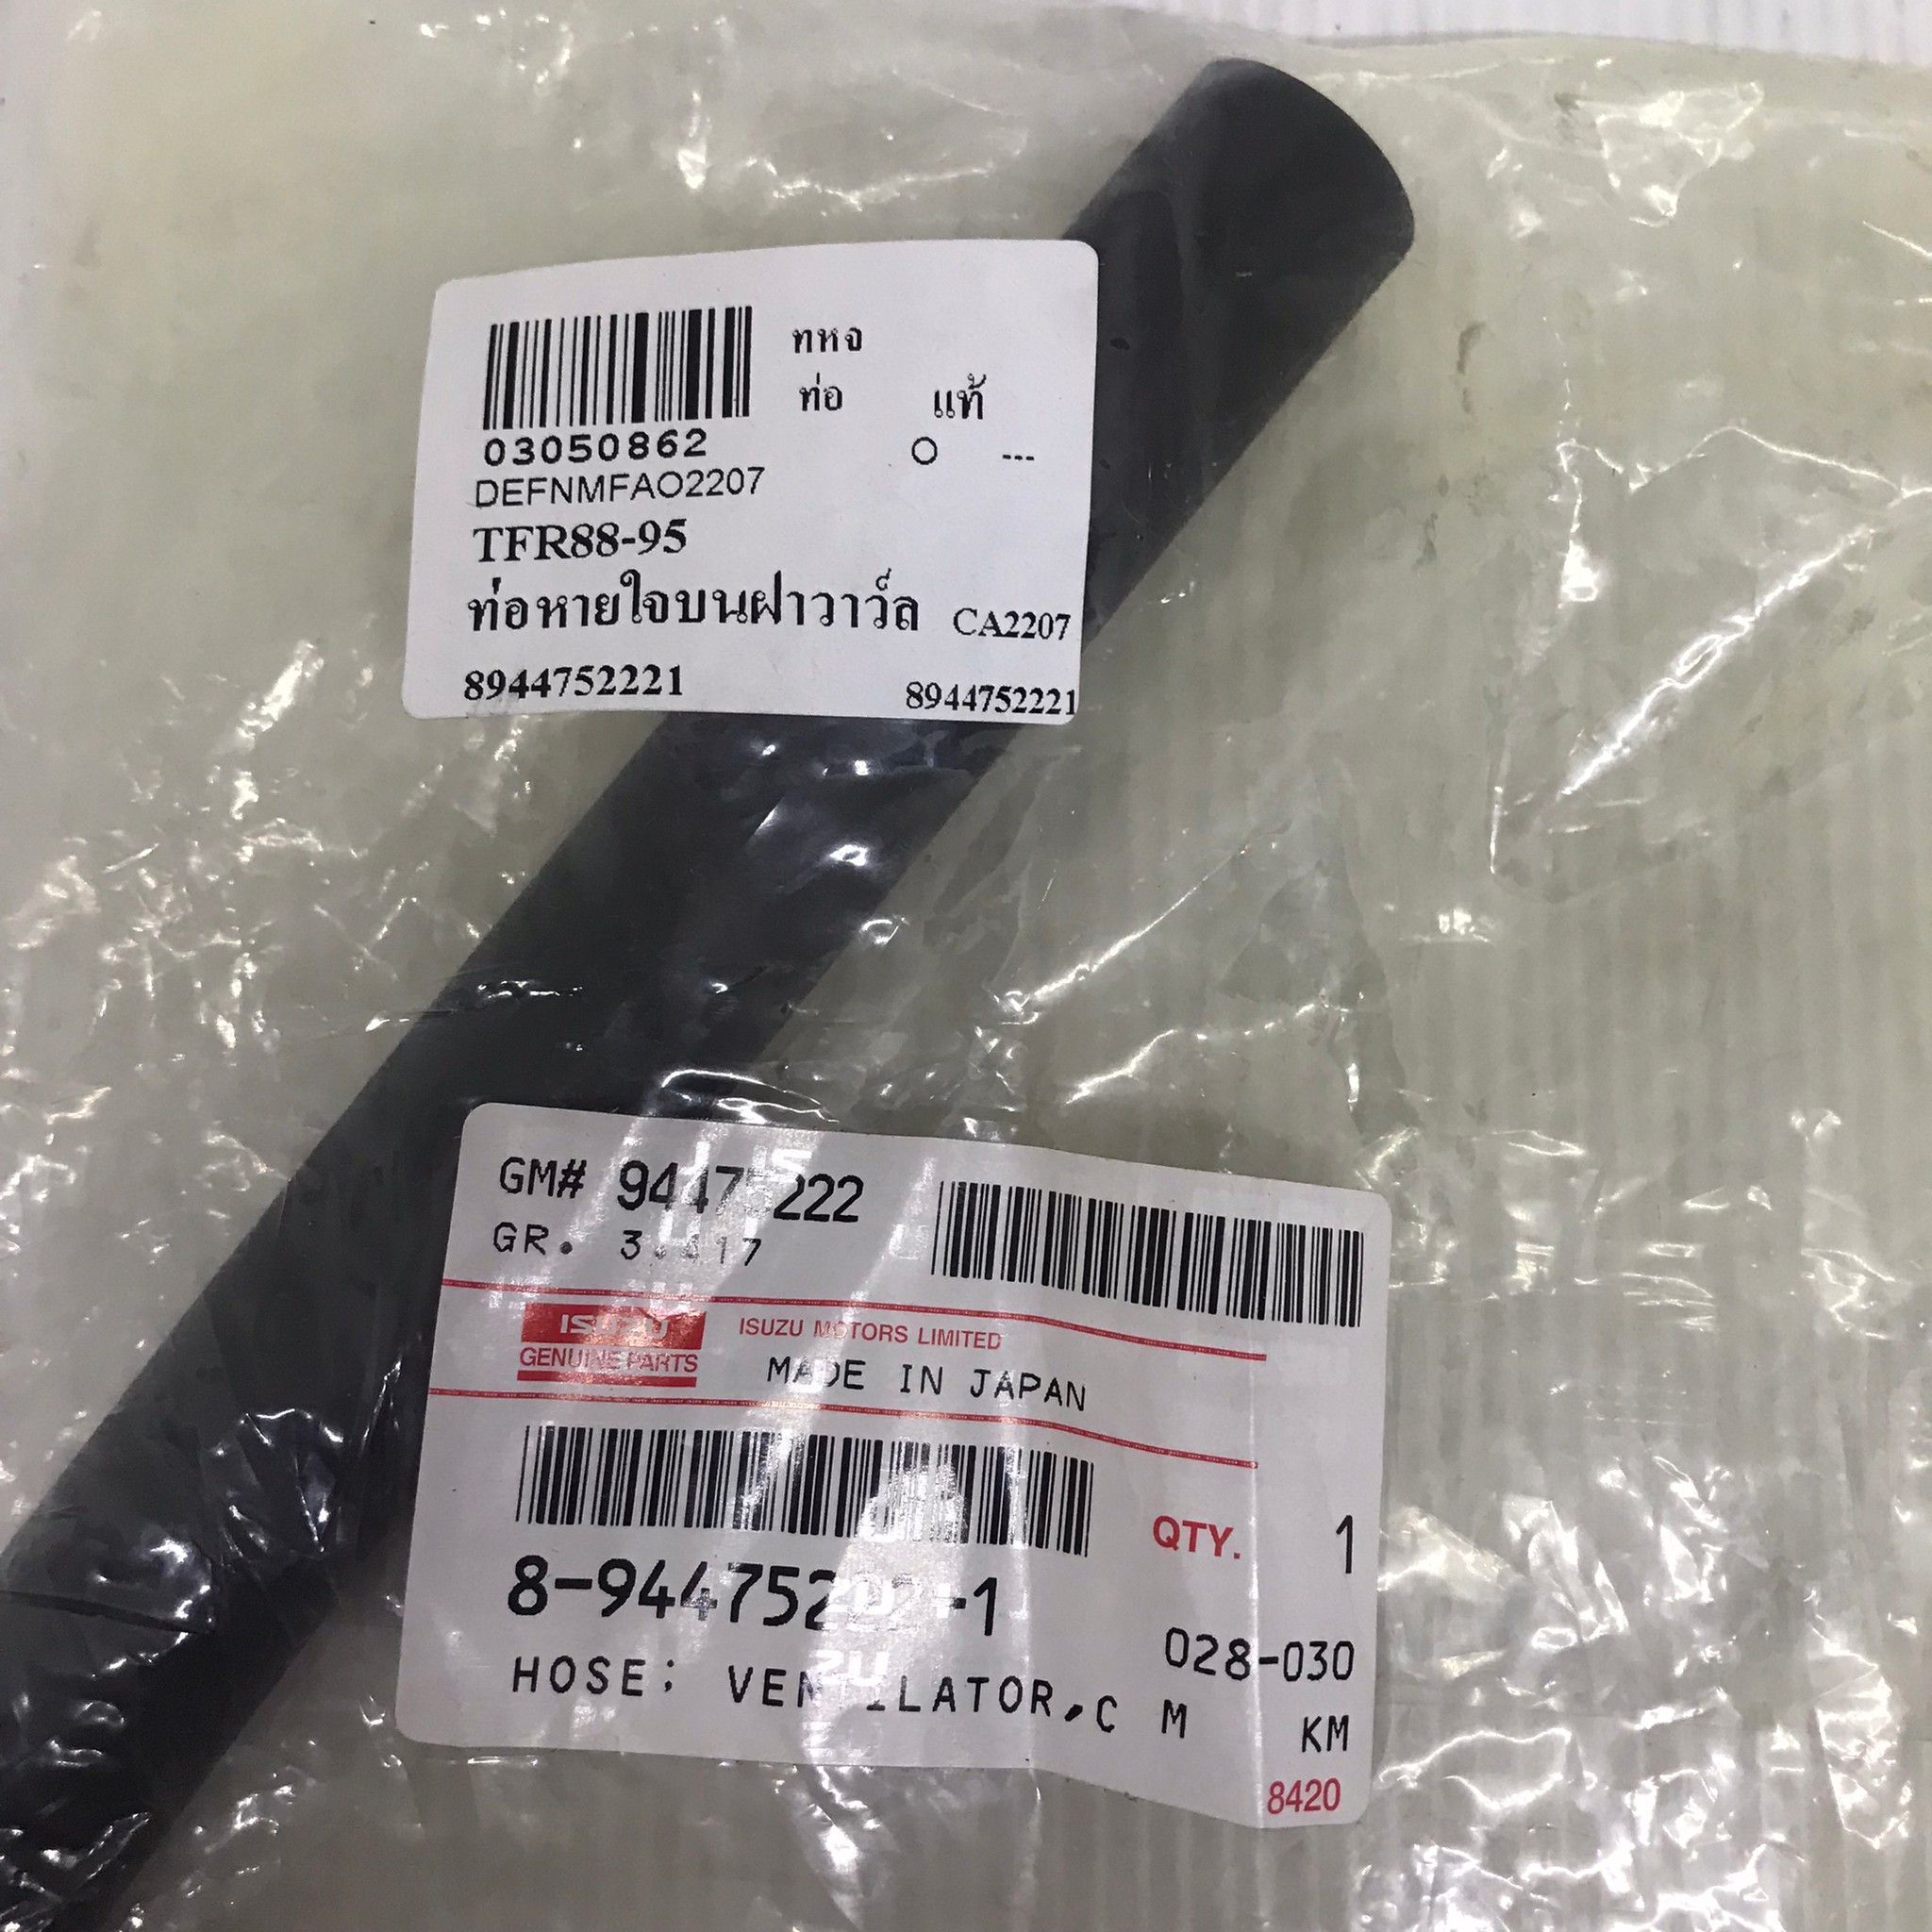 ทหจ
ท่อ แท้
03050862 O ---
DEFNMFAO2207
TFR88-95
ท่อหายใจบนฝาวาว์ล CA2207
8944752221 8944752221
GM# 94475222
GR.
ISUZU
GENUINE PARTS
ISUZU MOTORS LIMITED
MADE IN JAPAN
QTY. 1
028-030
HOSE; VENTILATOR,C M KM
8420